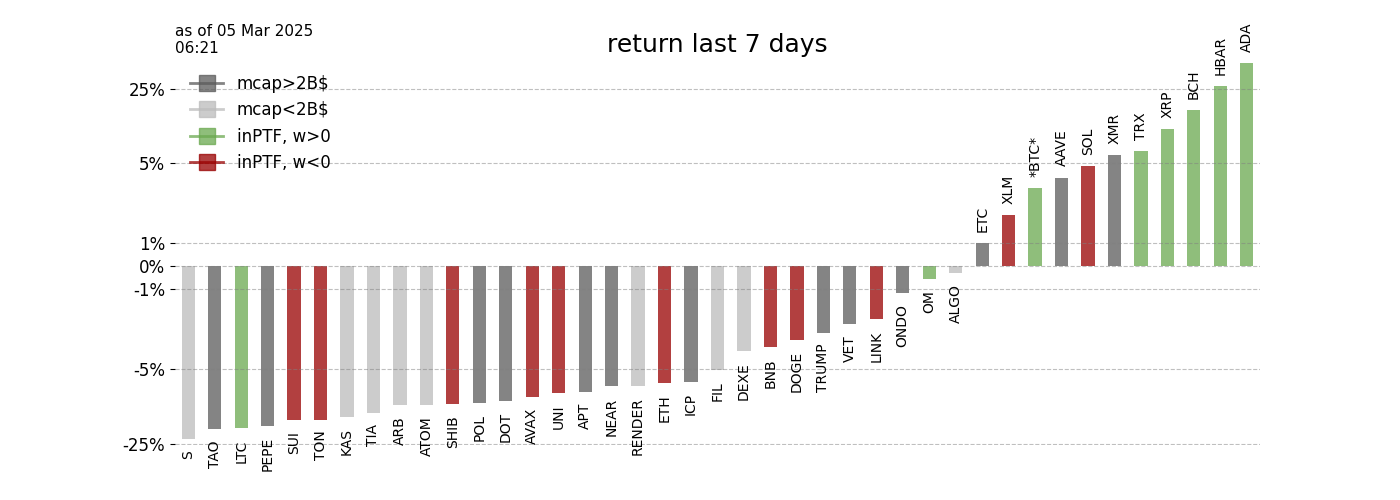 as of 05 Mar 2025
06:21
return last 7 days
mcap>2B$
mcap<2B$
inPTF, w>0
inPTF, w<0
25%
5%
1%
0%
-1%
-5%
-25%
S
TAO
LTC
PEPE
SUI
TON
KAS
TIA
ARB
ATOM
SHIB
POL
DOT
AVAX
UNI
APT
NEAR
RENDER
ETH
ICP
FIL
DEXE
BNB
DOGE
TRUMP
VET
LINK
ONDO
OM
ALGO
ETC
XLM
*BTC*
AAVE
SOL
XMR
TRX
XRP
BCH
HBAR
ADA